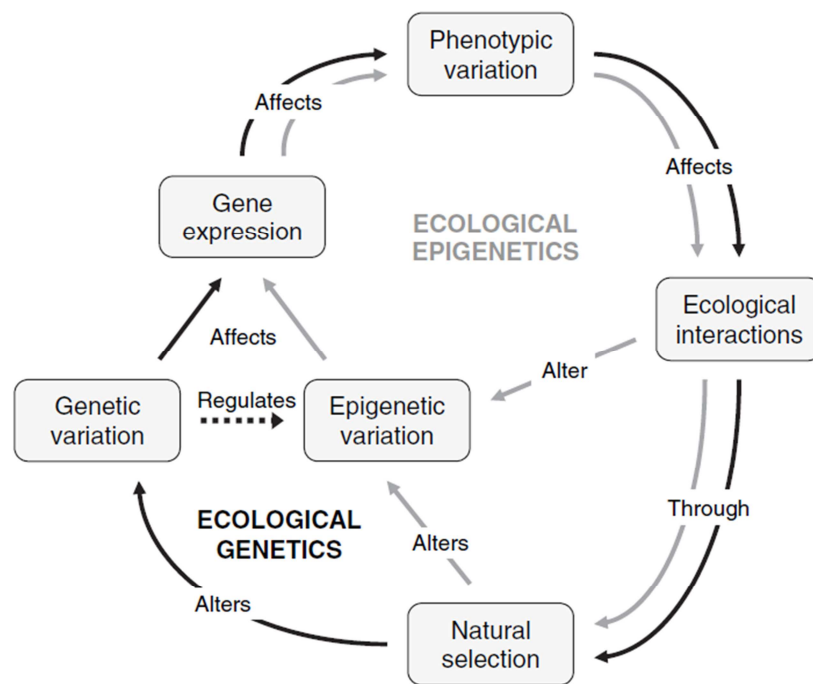 Phenotypic
variation
Affects
Affects
Gene
expression
ECOLOGICAL
EPIGENETICS
Ecological
interactions
Affects
Alter
Genetic
variation
Regulates
Epigenetic
variation
Through
ECOLOGICAL
GENETICS
Alters
Alters
Natural
selection